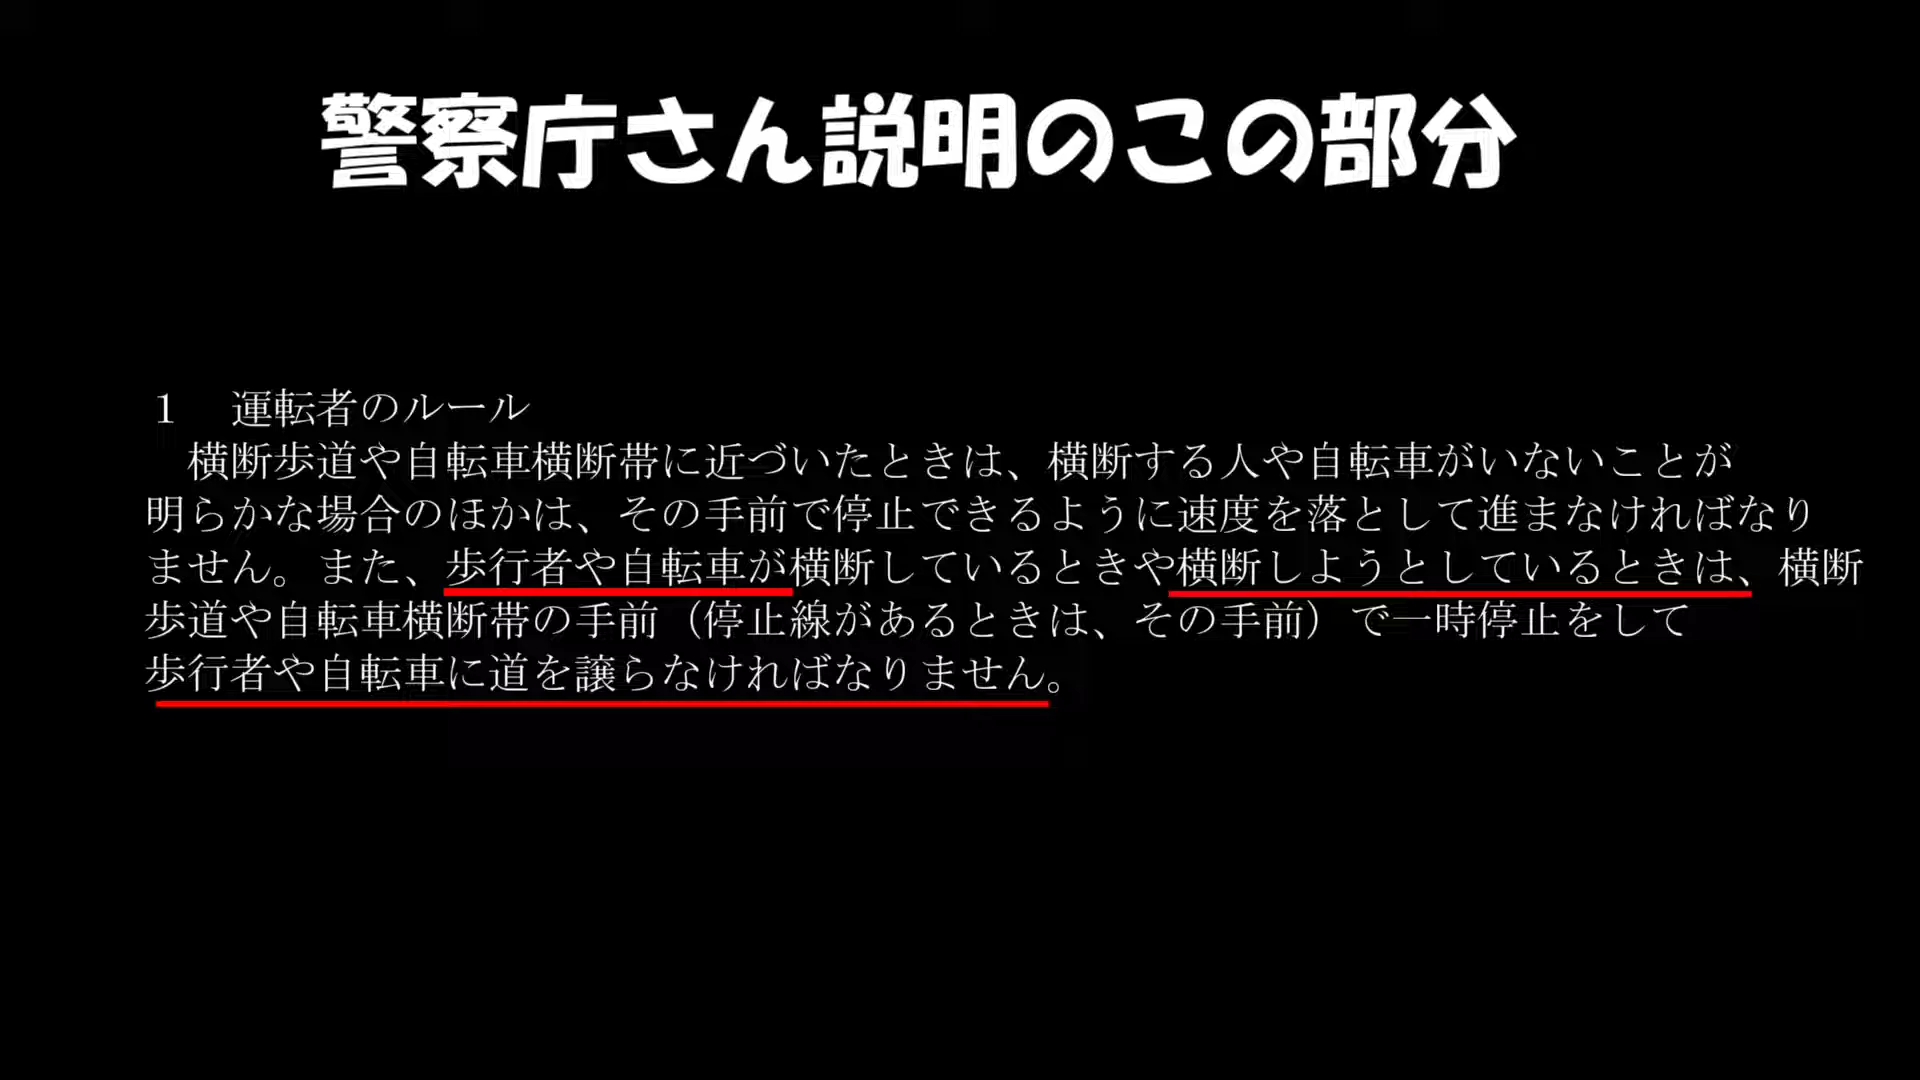 警察庁さん説明のこの部分
１　運転者のルール
　横断歩道や自転車横断帯に近づいたときは、横断する人や自転車がいないことが
明らかな場合のほかは、その手前で停止できるように速度を落として進まなければなり
ません。また、歩行者や自転車が横断しているときや横断しようとしているときは、横断
歩道や自転車横断帯の手前（停止線があるときは、その手前）で一時停止をして
歩行者や自転車に道を譲らなければなりません。